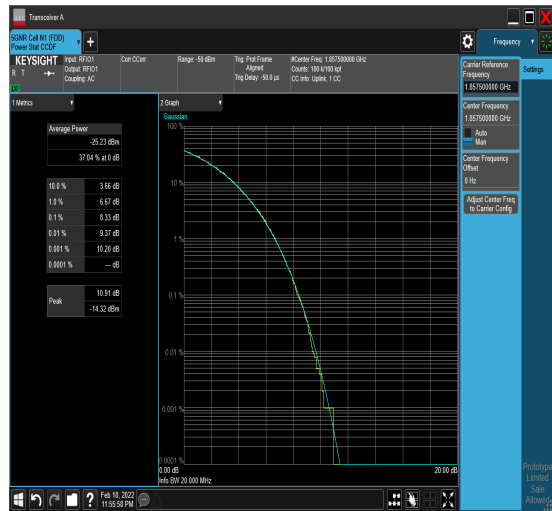 Transceiver A
5GNR Cell N1 (FDD)
Power Stat CCDF
Frequency
KEYSIGHT
R T
LXI
Input: RFIO1
Output: RFIO1
Coupling: AC
Corr CCorr
Range: -50 dBm
Trig: Prot Frame
Aligned
Trig Delay: -50.0 µs
#Center Freq: 1.857500000 GHz
Counts: 100 k/100 kpt
CC Info: Uplink, 1 CC
Carrier Reference
Frequency
1.857500000 GHz
Center Frequency
1.857500000 GHz
Auto
Man
Center Frequency
Offset
0 Hz
Adjust Center Freq
to Carrier Config
Settings
1 Metrics
Average Power
-25.23 dBm
37.04 % at 0 dB
10.0 % 3.66 dB
1.0 % 6.67 dB
0.1 % 8.33 dB
0.01 % 9.37 dB
0.001 % 10.20 dB
0.0001 % --- dB
Peak
10.91 dB
-14.32 dBm
2 Graph
Gaussian
100 %
10 %
1 %
0.1 %
0.01 %
0.001 %
0.0001 %
0.00 dB
20.00 dB
Info BW 20.000 MHz
Feb 18, 2022
11:55:58 PM
Prototype
Limited
Sale
Allowed